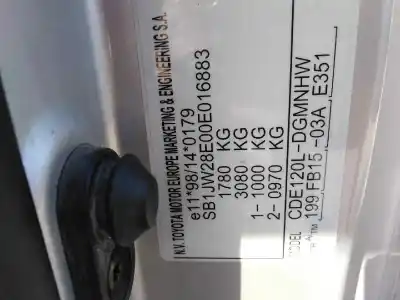 N.V. TOYOTA MOTOR EUROPE MARKETING & ENGINEERING S.A.
e11*98/14*0179
SB1JW28E00E016883
1780 KG
3080 KG
1- 1000 KG
2- 0970 KG
MODEL CDE120L-DGMNHW
199 FB15 -03A E351